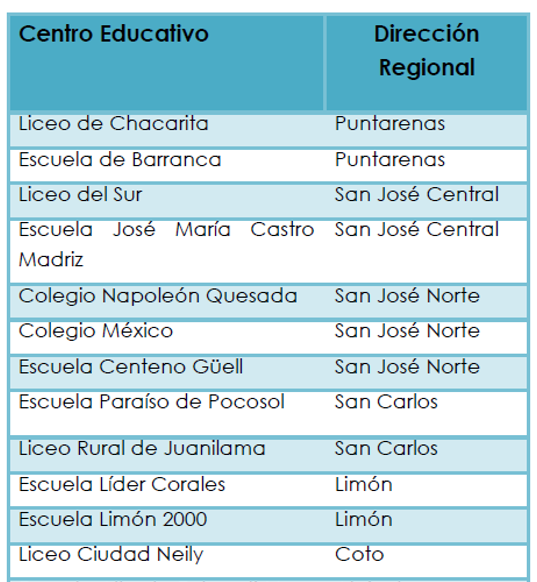 Centro Educativo Dirección
Regional
Liceo de Chacarita Puntarenas
Escuela de Barranca Puntarenas
Liceo del Sur San José Central
Escuela José María Castro San José Central
Madriz
Colegio Napoleón Quesada San José Norte
Colegio México San José Norte
Escuela Centeno Güell San José Norte
Escuela Paraíso de Pocosol San Carlos
Liceo Rural de Juanilama San Carlos
Escuela Líder Corales Limón
Escuela Limón 2000 Limón
Liceo Ciudad Neily Coto